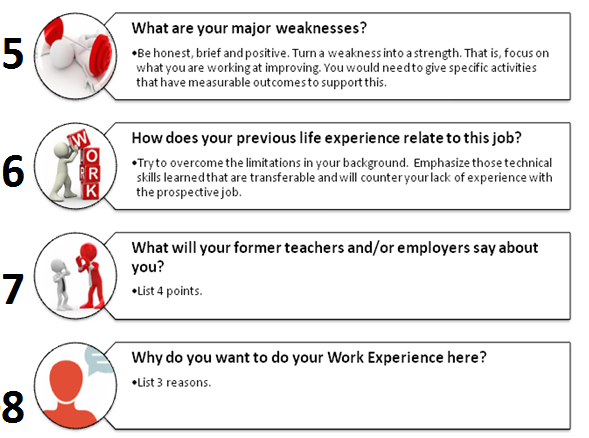 5
What are your major weaknesses?
•Be honest, brief and positive. Turn a weakness into a strength. That is, focus on
what you are working at improving. You would need to give specific activities
that have measurable outcomes to support this.
6
WORK
How does your previous life experience relate to this job?
•Try to overcome the limitations in your background.  Emphasize those technical
skills learned that are transferable and will counter your lack of experience with
the prospective job.
7
What will your former teachers and/or employers say about
you?
•List 4 points.
8
Why do you want to do your Work Experience here?
•List 3 reasons.